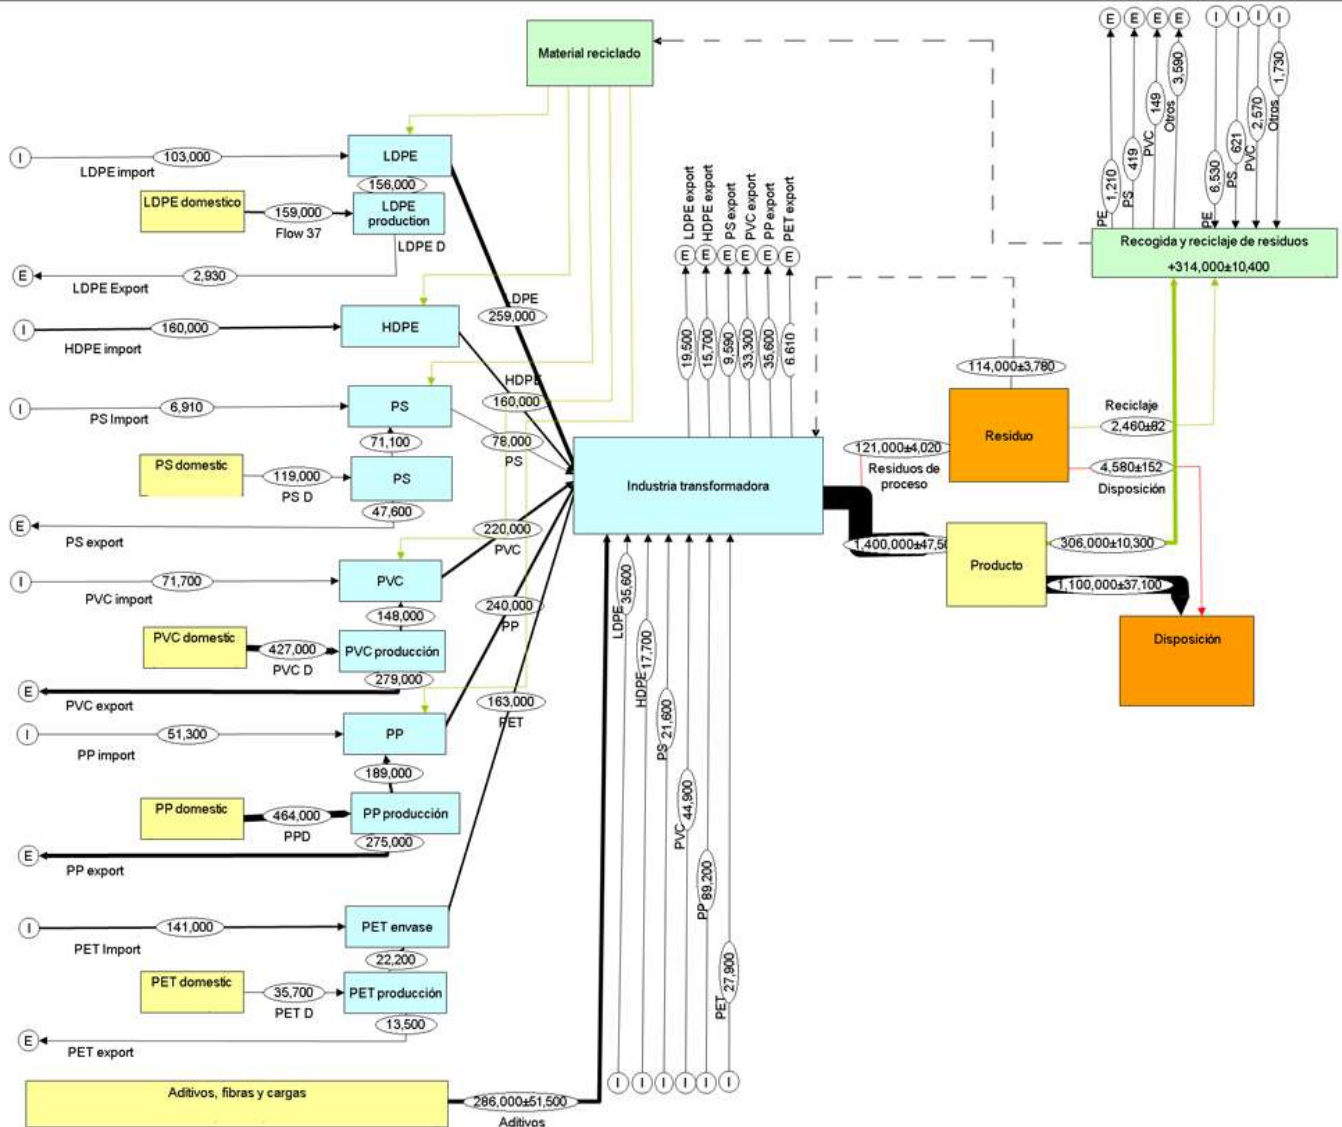 Material reciclado
I
103,000
LDPE import
LDPE
156,000
LDPE domestico
159,000
Flow 37
LDPE
production
LDPE D
E
2,930
LDPE Export
I
160,000
HDPE import
HDPE
I
6,910
PS Import
PS
71,100
PS domestic
119,000
PS D
PS
47,600
E
PS export
I
71,700
PVC import
PVC
148,000
PVC domestic
427,000
PVC D
PVC producción
279,000
E
PVC export
I
51,300
PP import
PP
189,000
PP domestic
464,000
PPD
PP producción
275,000
E
PP export
I
141,000
PET Import
PET envase
22,200
PET domestic
35,700
PET D
PET producción
13,500
E
PET export
Aditivos, fibras y cargas
286,000±51,500
Aditivos
LDPE
259,000
HDPE
160,000
78,000
PS
220,000
PVC
240,000
PP
163,000
PET
LDPE export
HDPE export
PS export
PVC export
PP export
PET export
E
E
E
E
E
E
19,500
15,700
9,590
33,300
35,600
6,610
Industria transformadora
LDPE
35,600
HDPE
17,700
PS
21,600
PVC
44,900
PP
89,200
PET
27,900
I
I
I
I
I
I
121,000±4,020
Residuos de
proceso
1,400,000±47,50
114,000±3,780
Residuo
Reciclaje
2,460±82
4,580±152
Disposición
Producto
306,000±10,300
1,100,000±37,100
Disposición
E
E
E
E
I
I
I
I
PE
1,210
PS
419
PVC
149
Otros
3,590
PE
6,530
PS
621
PVC
2,570
Otros
1,730
Recogida y reciclaje de residuos
+314,000±10,400